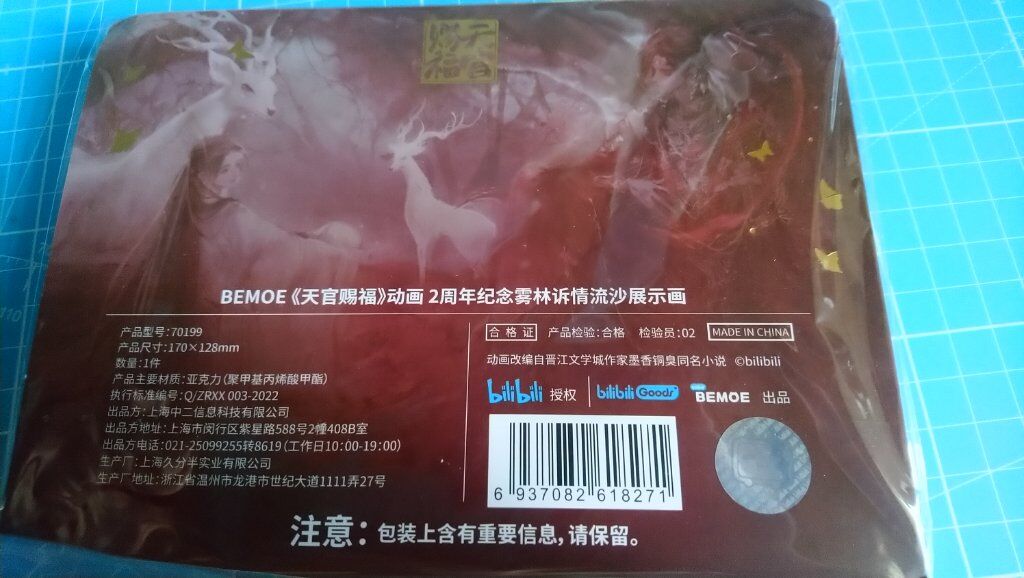 天官
赐福
BEMOE《天官赐福》动画 2周年纪念雾林诉情流沙展示画
产品型号：70199
产品尺寸：170×128mm
数量：1件
产品主要材质：亚克力（聚甲基丙烯酸甲酯）
执行标准编号：Q/ZRXX 003-2022
出品方：上海中二信息科技有限公司
出品方地址：上海市闵行区紫星路588号2幢408B室
出品方电话：021-25099255转8619（工作日10:00-19:00）
生产厂：上海久分半实业有限公司
生产厂地址：浙江省温州市龙港市世纪大道1111弄27号
合格证 产品检验：合格 检验员：02 MADE IN CHINA
动画改编自晋江文学城作家墨香铜臭同名小说 ©bilibili
bilibili 授权 bilibili Goods BEMOE 出品
6 937082 618271
注意：包装上含有重要信息，请保留。
110